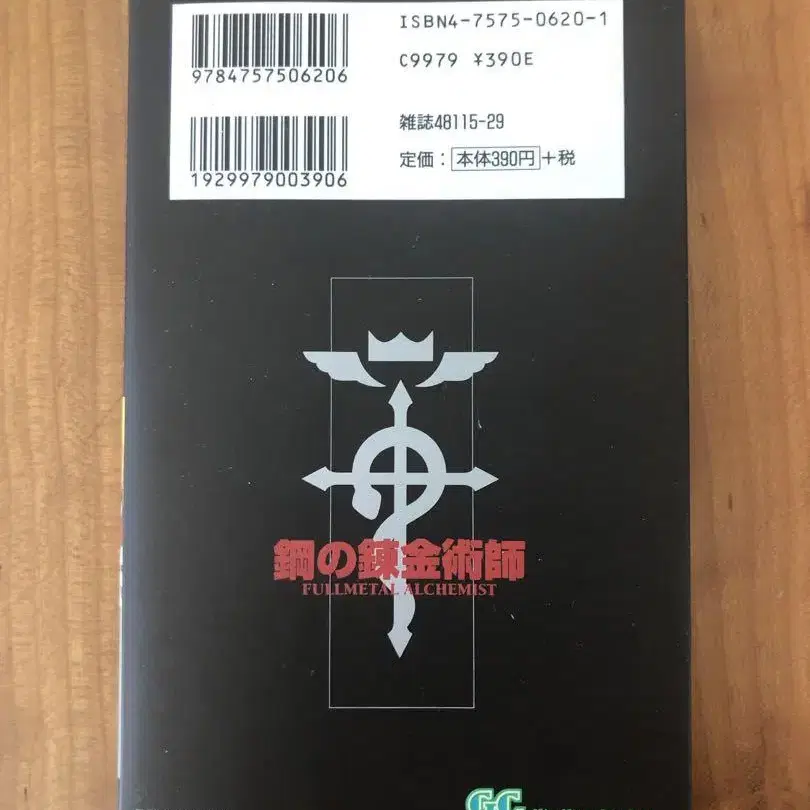 ISBN4-7575-0620-1
9784757506206
C9979 ¥390E
雑誌48115-29
1929979003906
定価：本体390円+税
鋼の錬金術師
FULLMETAL ALCHEMIST
GG